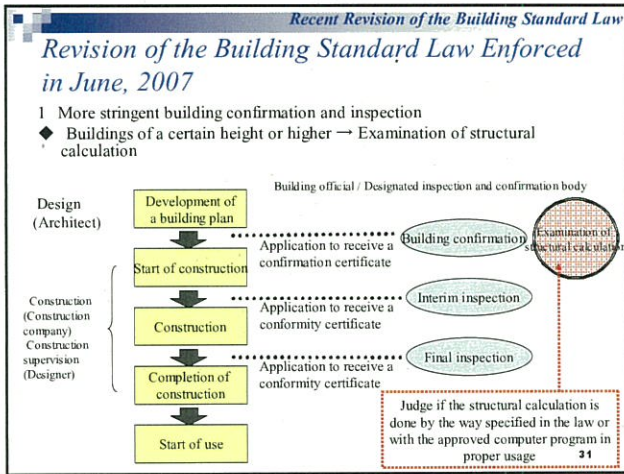 Recent Revision of the Building Standard Law
Revision of the Building Standard Law Enforced
in June, 2007
1 More stringent building confirmation and inspection
◆ Buildings of a certain height or higher → Examination of structural
calculation
Building official / Designated inspection and confirmation body
Design
(Architect)
Development of
a building plan
Application to receive a
confirmation certificate
Building confirmation
Examination of
structural calculation
Start of construction
Construction
(Construction
company)
Construction
supervision
(Designer)
Application to receive a
conformity certificate
Interim inspection
Construction
Application to receive a
conformity certificate
Final inspection
Completion of
construction
Start of use
Judge if the structural calculation is
done by the way specified in the law or
with the approved computer program in
proper usage
31